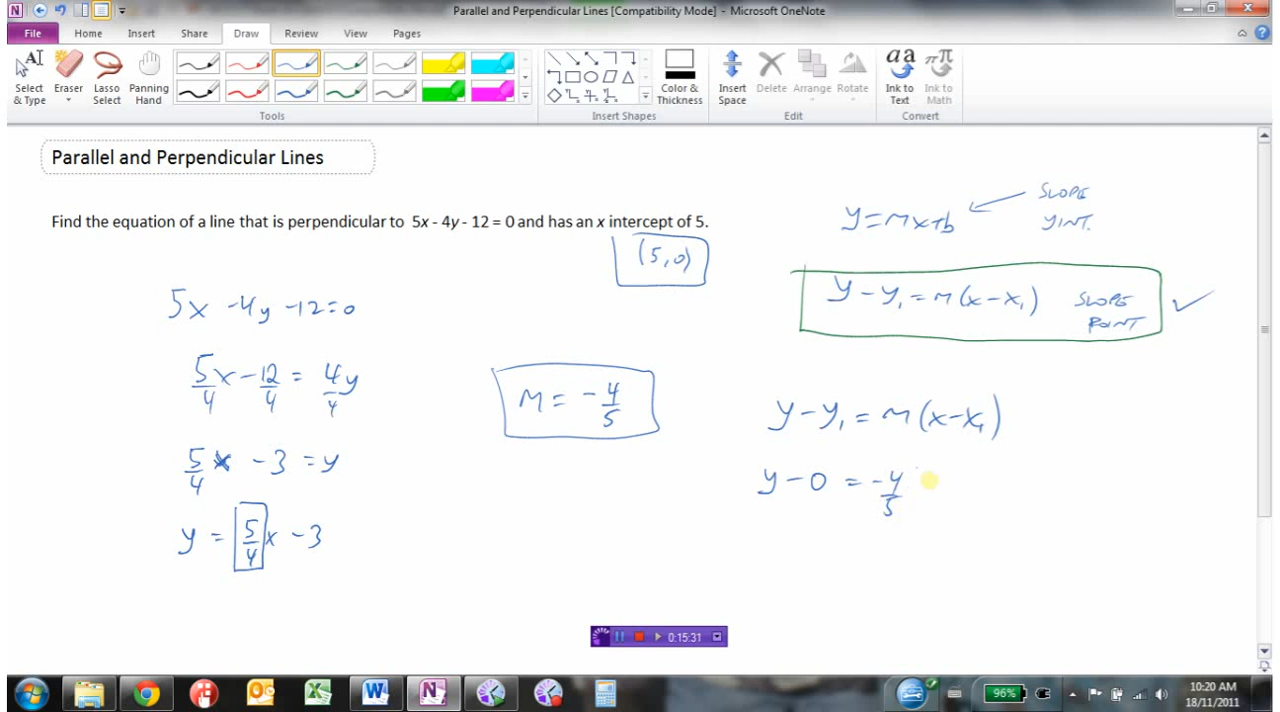 Parallel and Perpendicular Lines [Compatibility Mode] - Microsoft OneNote
File Home Insert Share Draw Review View Pages
Select & Type
Eraser
Lasso Select
Panning Hand
Color & Thickness
Insert Space
Delete
Arrange
Rotate
Ink to Text
Ink to Math
Tools
Insert Shapes
Edit
Convert
Parallel and Perpendicular Lines
Find the equation of a line that is perpendicular to 5x - 4y - 12 = 0 and has an x intercept of 5.
(5,0)
y=mx+b
SLOPE
YINT.
y-y₁=m(x-x₁)
SLOPE
POINT
5x -4y -12=0
5/4x - 12/4 = 4y/4
5/4x -3 = y
y = 5/4x -3
M = -4/5
y-y₁ = m(x-x₁)
y-0 = -4/5
0:15:31
96%
10:20 AM
18/11/2011